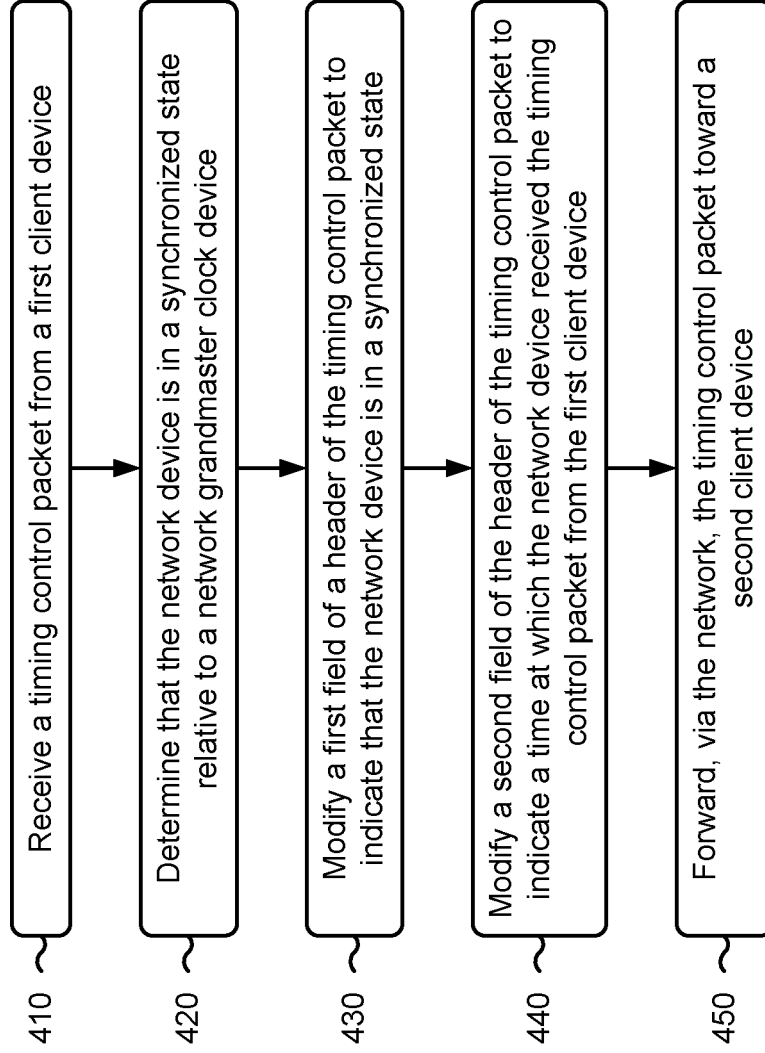 410
Receive a timing control packet from a first client device
420
Determine that the network device is in a synchronized state
relative to a network grandmaster clock device
430
Modify a first field of a header of the timing control packet to
indicate that the network device is in a synchronized state
440
Modify a second field of the header of the timing control packet to
indicate a time at which the network device received the timing
control packet from the first client device
450
Forward, via the network, the timing control packet toward a
second client device